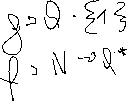 g: Q - {1}
f: N → Q*